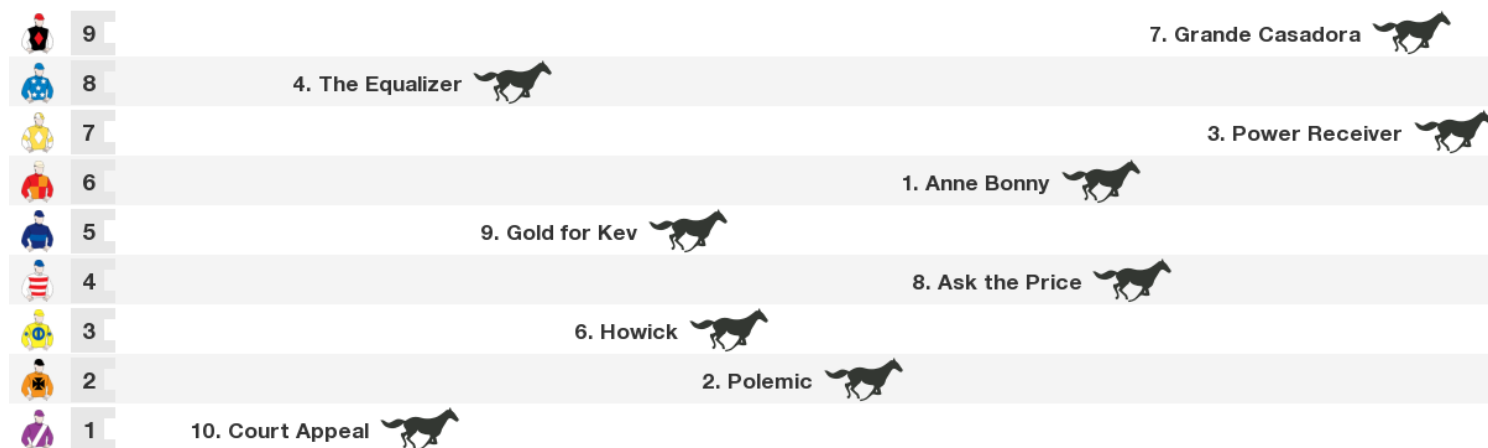 9 7. Grande Casadora
8 4. The Equalizer
7 3. Power Receiver
6 1. Anne Bonny
5 9. Gold for Kev
4 8. Ask the Price
3 6. Howick
2 2. Polemic
1 10. Court Appeal